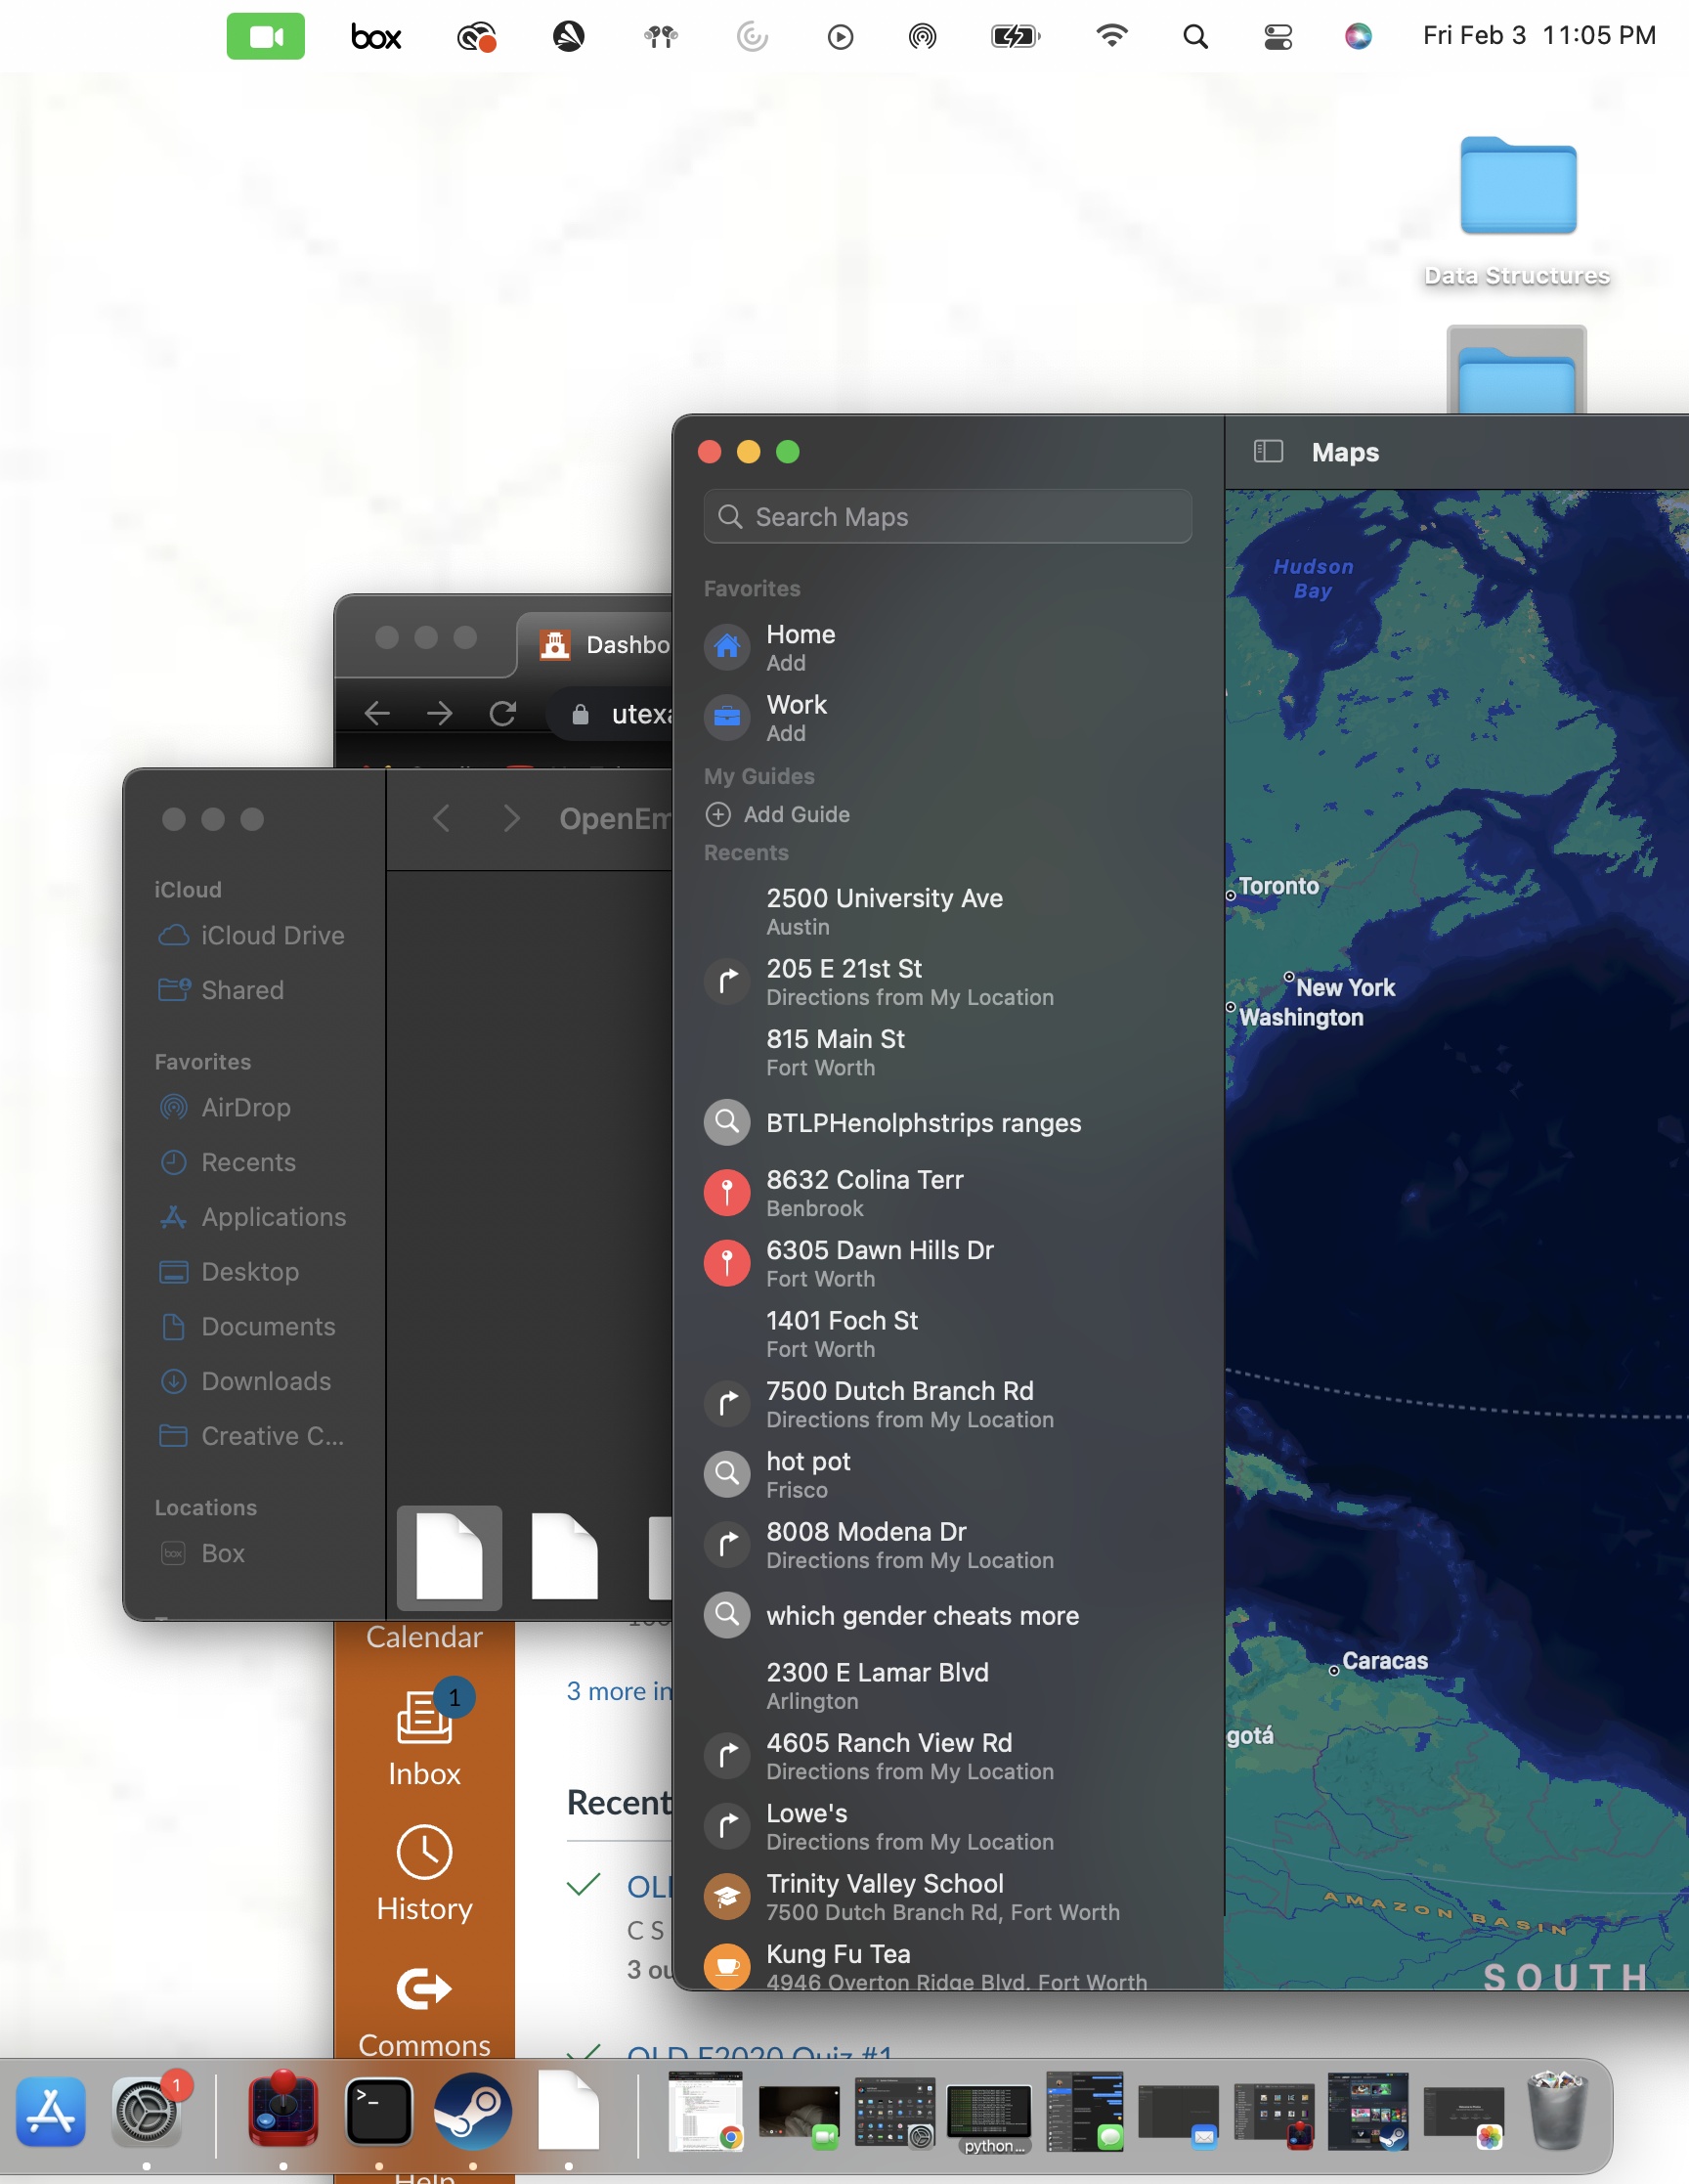 box
Fri Feb 3 11:05 PM
Data Structures
Maps
Search Maps
Hudson
Bay
Favorites
Home
Add
Work
Add
My Guides
Add Guide
Recents
2500 University Ave
Austin
205 E 21st St
Directions from My Location
815 Main St
Fort Worth
BTLPHenolphstrips ranges
8632 Colina Terr
Benbrook
6305 Dawn Hills Dr
Fort Worth
1401 Foch St
Fort Worth
7500 Dutch Branch Rd
Directions from My Location
hot pot
Frisco
8008 Modena Dr
Directions from My Location
which gender cheats more
2300 E Lamar Blvd
Arlington
4605 Ranch View Rd
Directions from My Location
Lowe's
Directions from My Location
Trinity Valley School
7500 Dutch Branch Rd, Fort Worth
Kung Fu Tea
4946 Overton Ridge Blvd, Fort Worth
Toronto
New York
Washington
Caracas
gotá
AMAZON BASIN
SOUTH
Dashbo
utexa
OpenEm
iCloud
iCloud Drive
Shared
Favorites
AirDrop
Recents
Applications
Desktop
Documents
Downloads
Creative C...
Locations
box
Box
Calendar
1
Inbox
History
Commons
Help
3 more in
Recent
OLD
C S
3 ou
OLD F2020 Quiz #1
1
>_
python...